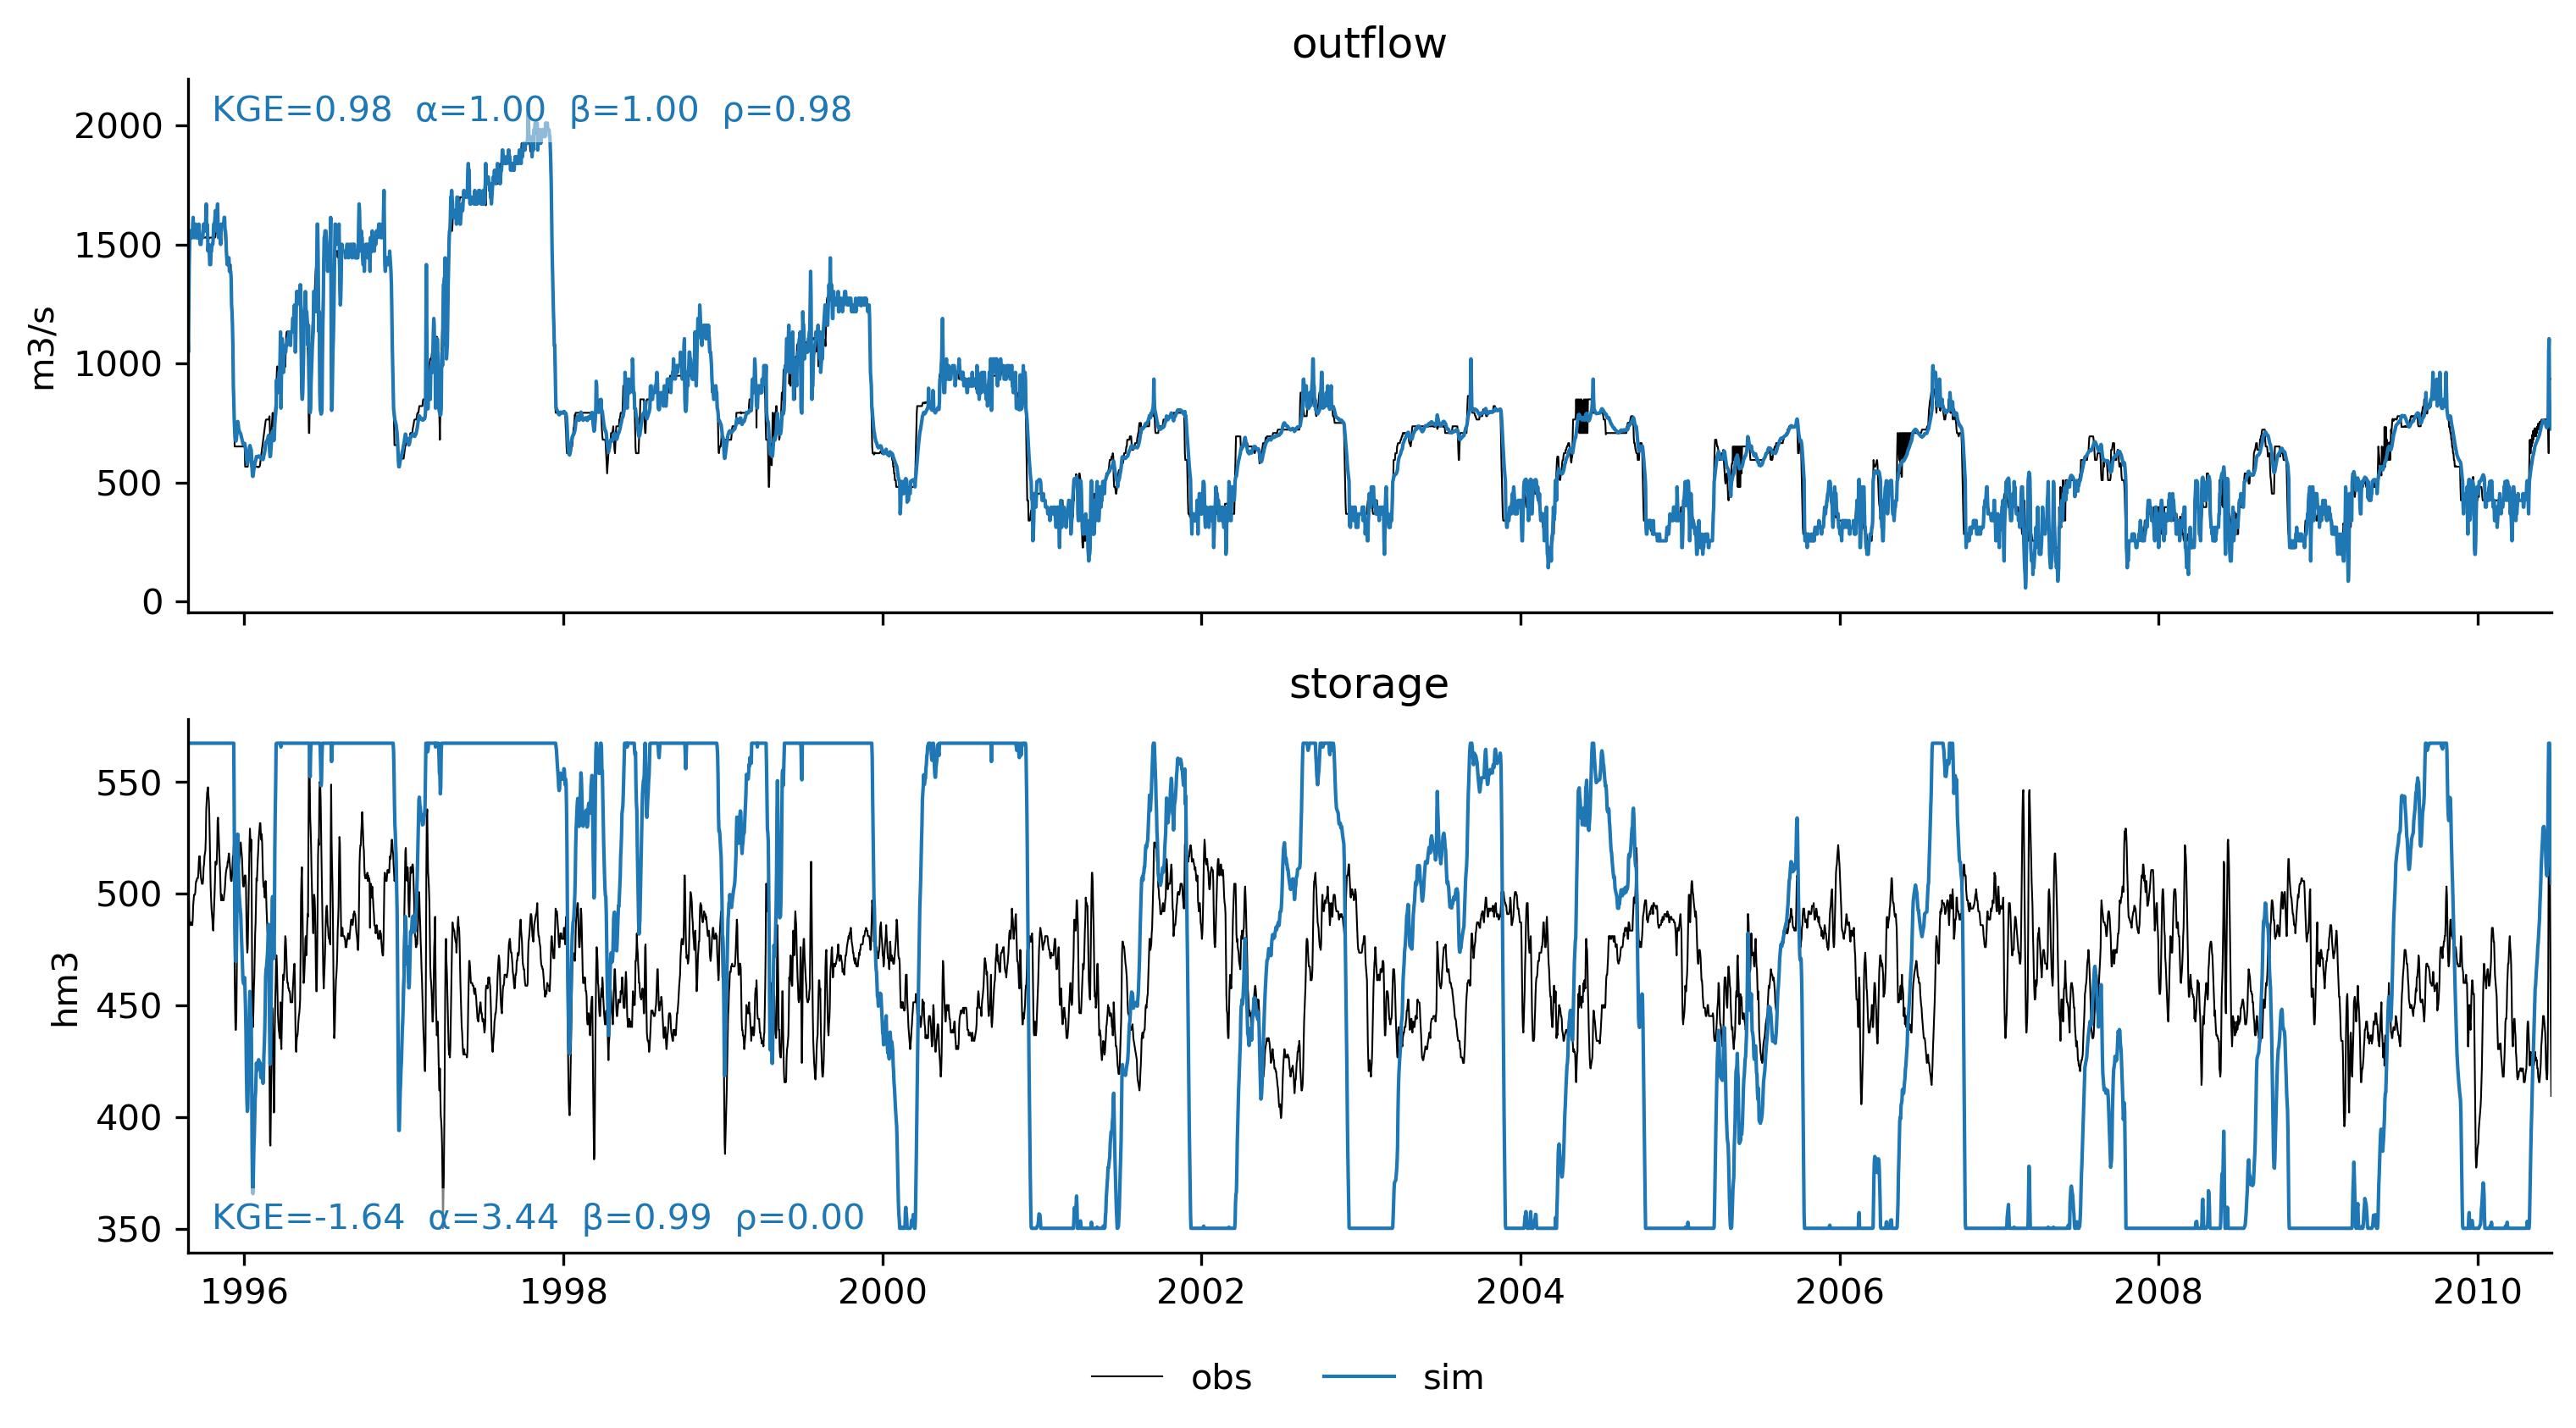 outflow
KGE=0.98 α=1.00 β=1.00 ρ=0.98
2000
1500
1000
500
0
m3/s
storage
550
500
450
400
350
hm3
KGE=-1.64 α=3.44 β=0.99 ρ=0.00
1996 1998 2000 2002 2004 2006 2008 2010
obs sim